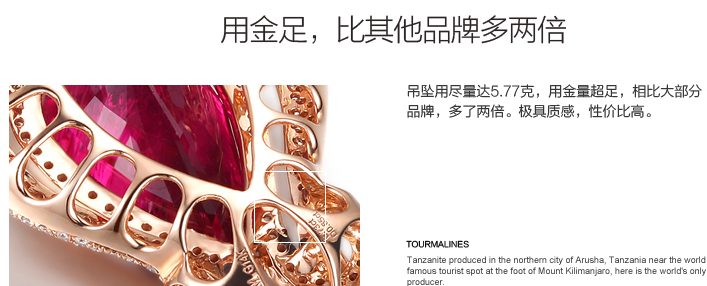 用金足，比其他品牌多两倍
吊坠用尽量达5.77克，用金量超足，相比大部分
品牌，多了两倍。极具质感，性价比高。
TOURMALINES
Tanzanite produced in the northern city of Arusha, Tanzania near the world
famous tourist spot at the foot of Mount Kilimanjaro, here is the world's only
producer.